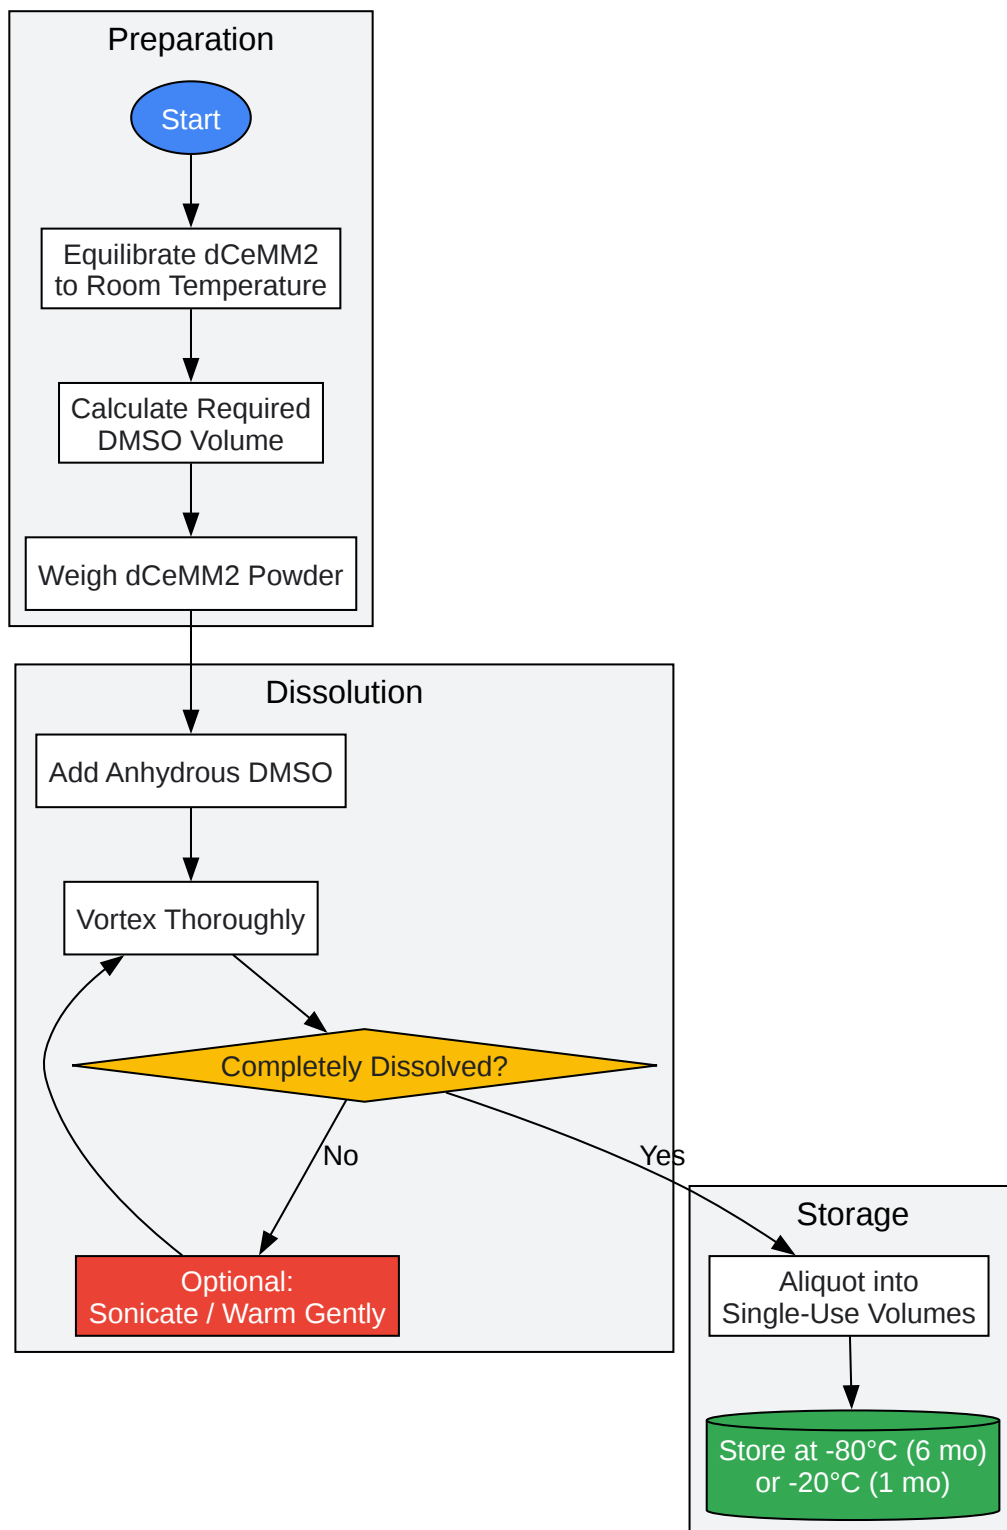 Preparation
Start
Equilibrate dCeMM2
to Room Temperature
Calculate Required
DMSO Volume
Weigh dCeMM2 Powder
Dissolution
Add Anhydrous DMSO
Vortex Thoroughly
Completely Dissolved?
No
Yes
Optional:
Sonicate / Warm Gently
Storage
Aliquot into
Single-Use Volumes
Store at -80°C (6 mo)
or -20°C (1 mo)